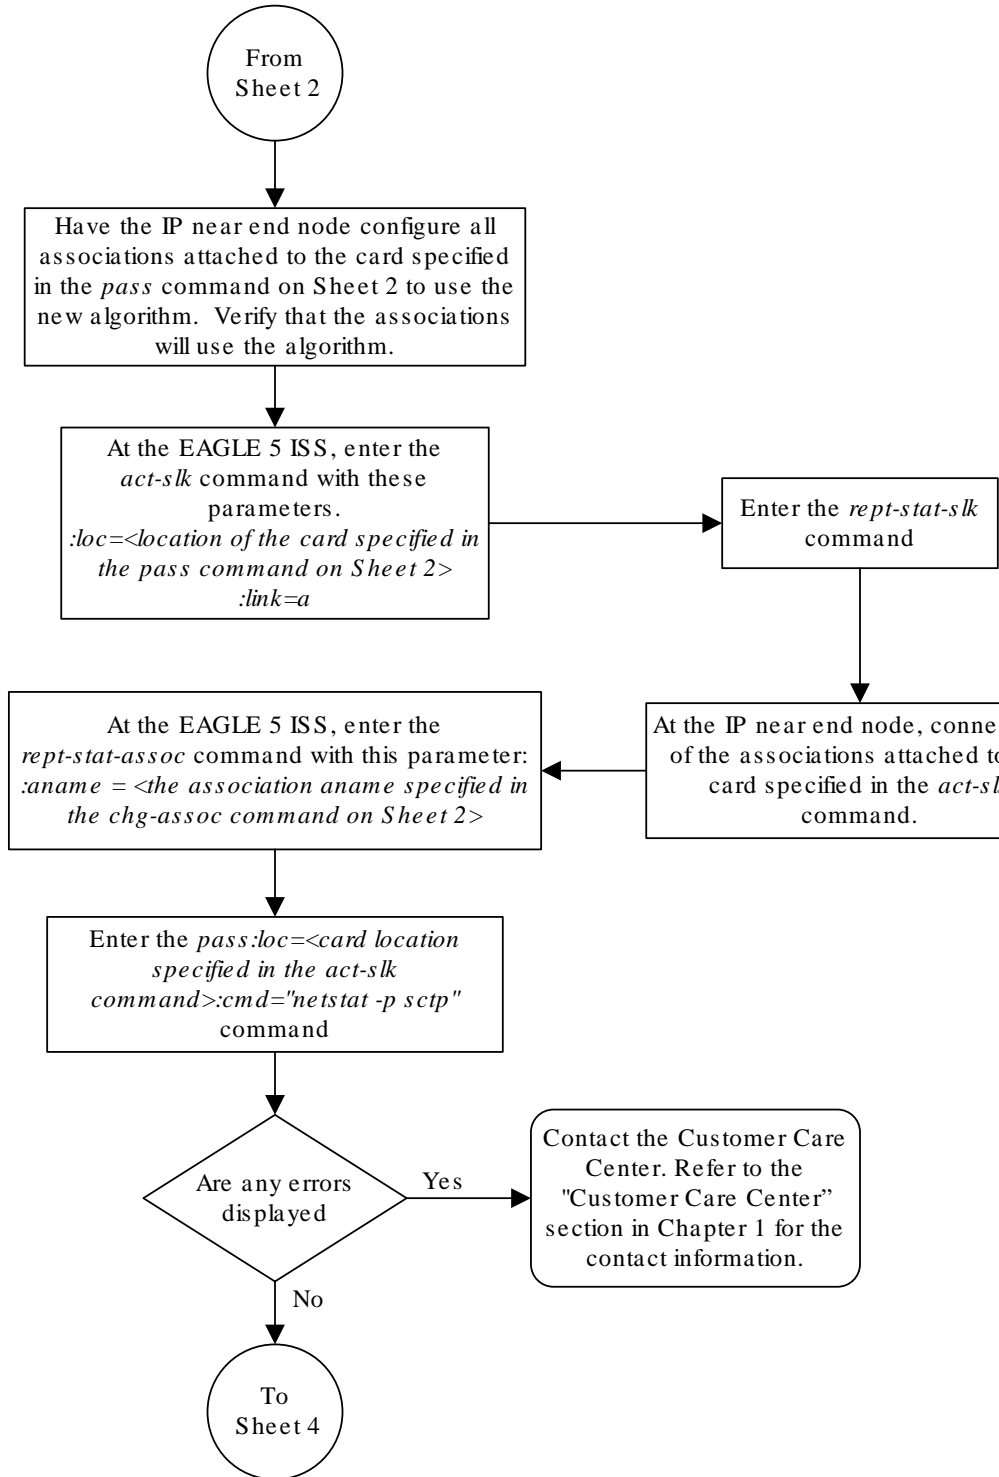 From
Sheet 2
Have the IP near end node configure all
associations attached to the card specified
in the pass command on Sheet 2 to use the
new algorithm. Verify that the associations
will use the algorithm.
At the EAGLE 5 ISS, enter the
act-slk command with these
parameters.
:loc=<location of the card specified in
the pass command on Sheet 2>
:link=a
Enter the rept-stat-slk
command
At the IP near end node,
of the associations attached
card specified in the
command.
At the EAGLE 5 ISS, enter the
rept-stat-assoc command with this parameter:
:aname = <the association aname specified in
the chg-assoc command on Sheet 2>
Enter the pass:loc=<card location
specified in the act-slk
command>:cmd="netstat -p sctp"
command
Are any errors
displayed
Yes
Contact the Customer Care
Center. Refer to the
"Customer Care Center”
section in Chapter 1 for the
contact information.
No
To
Sheet 4